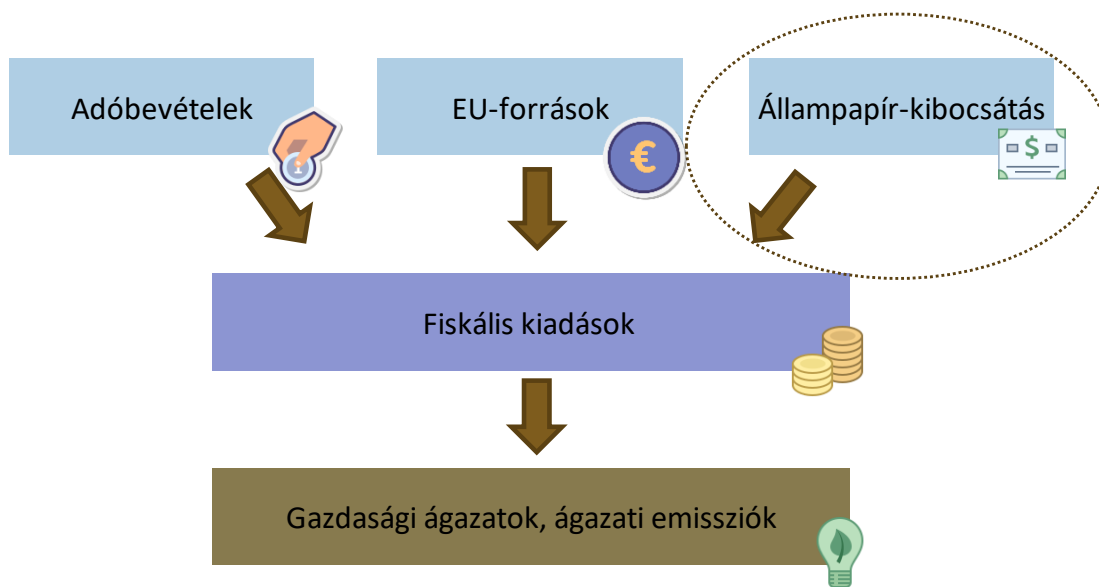 Adóbevételek
EU-források
Állampapír-kibocsátás
€
$
Fiskális kiadások
Gazdasági ágazatok, ágazati emissziók